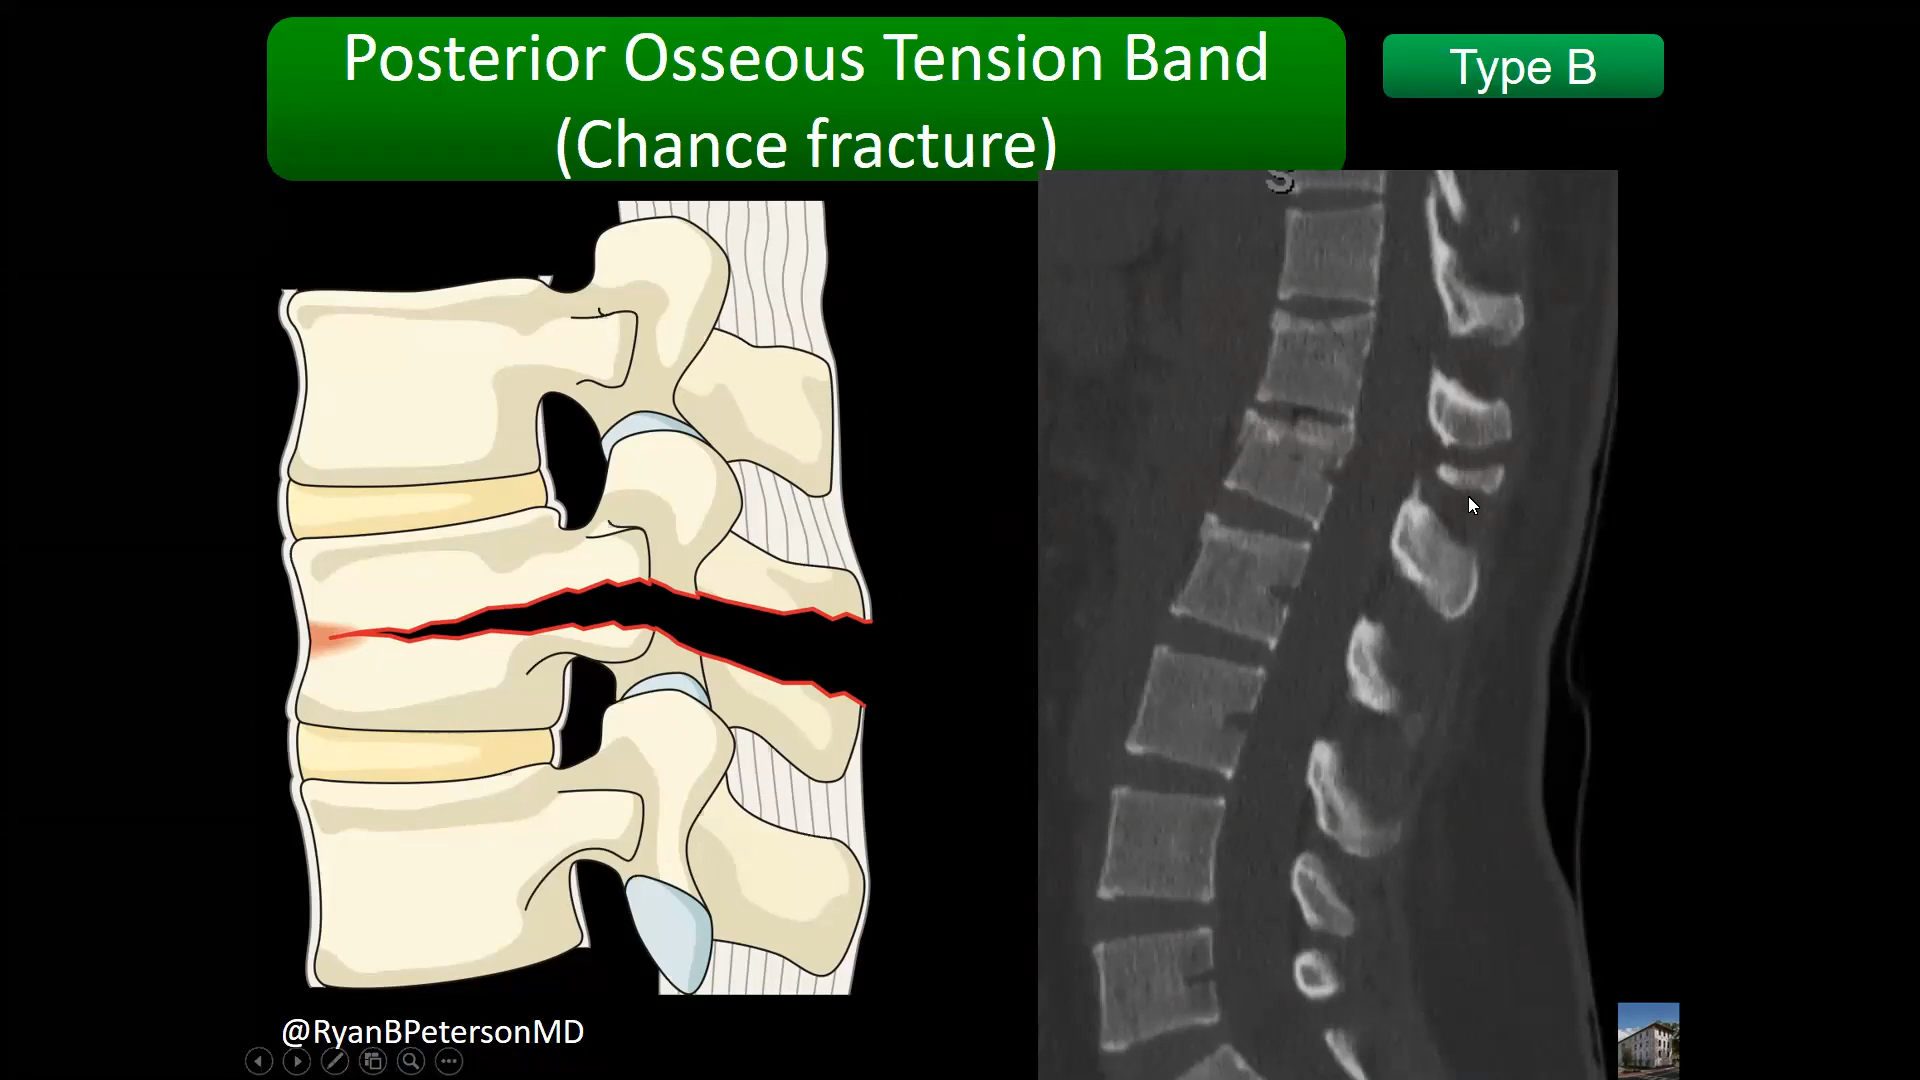 Posterior Osseous Tension Band
(Chance fracture)
Type B
S
@RyanBPetersonMD